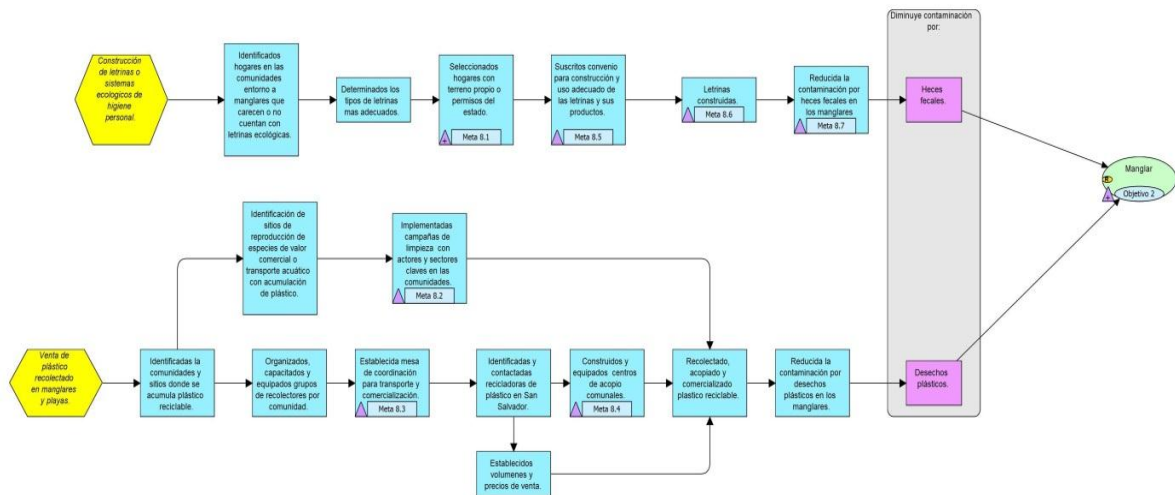 Diminuye contaminación
por:
Construcción
de letrinas o
sistemas
ecologicos de
higiene
personal.
Identificados
hogares en las
comunidades
entorno a
manglares que
carecen o no
cuentan con
letrinas ecológicas.
Determinados los
tipos de letrinas
mas adecuados.
Seleccionados
hogares con
terreno propio o
permisos del
estado.
Meta 8.1
Suscritos convenio
para construcción y
uso adecuado de
las letrinas y sus
productos.
Meta 8.5
Letrinas
construidas.
Meta 8.6
Reducida la
contaminación por
heces fecales en
los manglares
Meta 8.7
Heces
fecales.
Manglar
Objetivo 2
Identificación de
sitios de
reproducción de
especies de valor
comercial o
transporte acuático
con acumulación
de plástico.
Implementadas
campañas de
limpieza con
actores y sectores
claves en las
comunidades.
Meta 8.2
Venta de
plástico
recolectado
en manglares
y playas.
Identificadas la
comunidades y
sitios donde se
acumula plástico
reciclable.
Organizados,
capacitados y
equipados grupos
de recolectores por
comunidad.
Establecida mesa
de coordinación
para transporte y
comercialización.
Meta 8.3
Identificadas y
contactadas
recicladoras de
plástico en San
Salvador.
Construidos y
equipados centros
de acopio
comunales.
Meta 8.4
Recolectado,
acopiado y
comercializado
plastico reciclable.
Reducida la
contaminación por
desechos
plásticos en los
manglares.
Desechos
plásticos.
Establecidos
volumenes y
precios de venta.